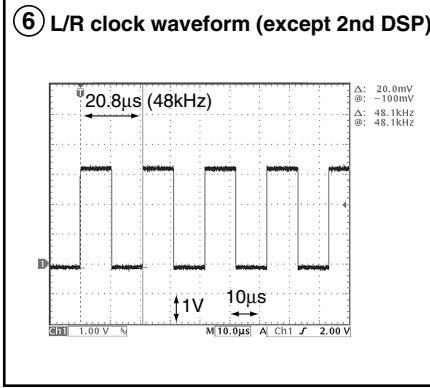 ⑥ L/R clock waveform (except 2nd DSP)
20.8μs (48kHz)
Δ: 20.0mV
@: −100mV
Δ: 48.1kHz
@: 48.1kHz
1
1V
10μs
Ch1 1.00 V M 10.0μs A Ch1 2.00 V